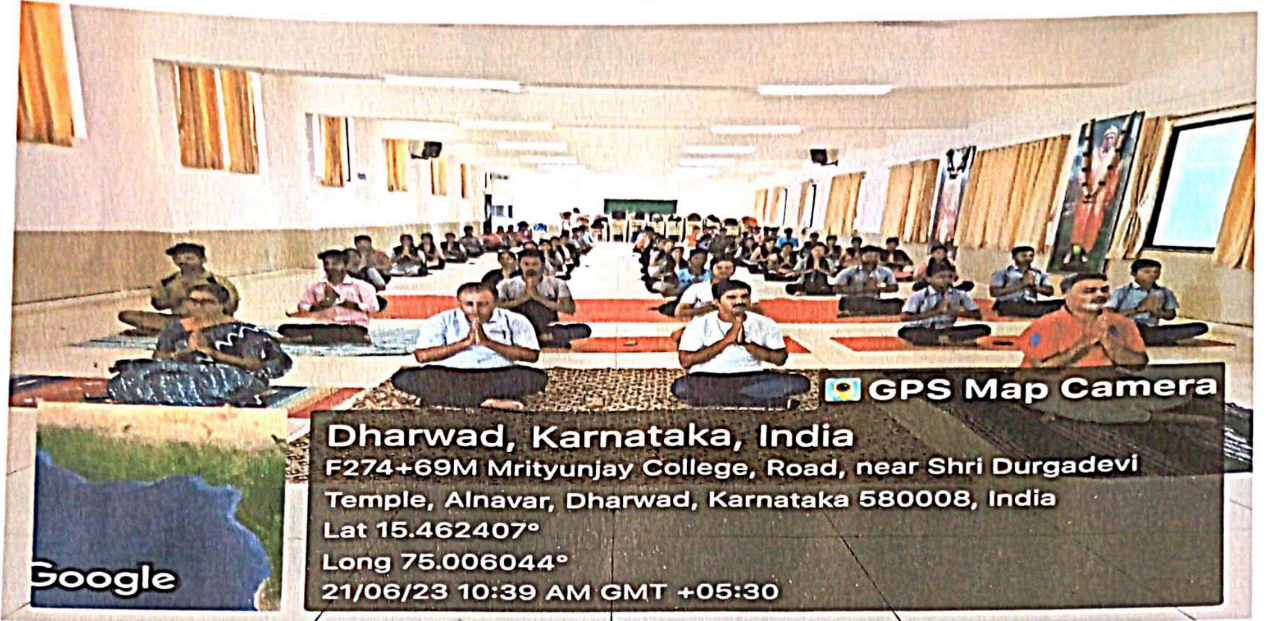 GPS Map Camera
Dharwad, Karnataka, India
F274+69M Mrityunjay College, Road, near Shri Durgadevi
Temple, Alnavar, Dharwad, Karnataka 580008, India
Lat 15.462407°
Long 75.006044°
21/06/23 10:39 AM GMT +05:30
Google